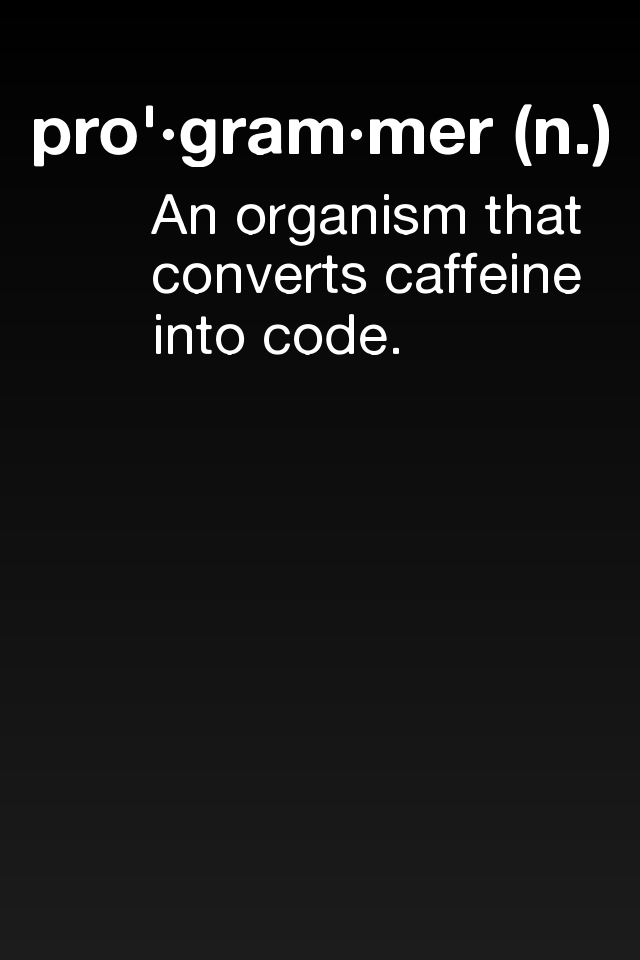 pro'·gram·mer (n.)
An organism that
converts caffeine
into code.